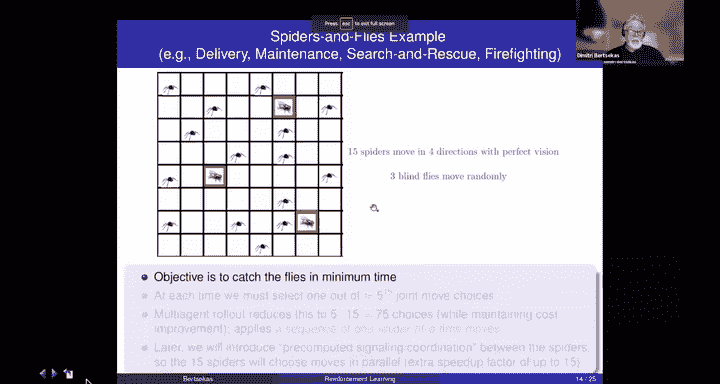 Press esc to exit full screen
Spiders-and-Flies Example
(e.g., Delivery, Maintenance, Search-and-Rescue, Firefighting)
Dimitri Bertsekas
15 spiders move in 4 directions with perfect vision
3 blind flies move randomly
Objective is to catch the flies in minimum time
At each time we must select one out of ≈ 5¹⁵ joint move choices
Multiagent rollout reduces this to 5 · 15 = 75 choices (while maintaining cost
improvement); applies a sequence of one-spider-at-a-time moves
Later, we will introduce "precomputed signaling coordination" between the spiders
so the 15 spiders will choose moves in parallel (extra speedup factor of up to 15)
Bertsekas
Reinforcement Learning
14 / 25